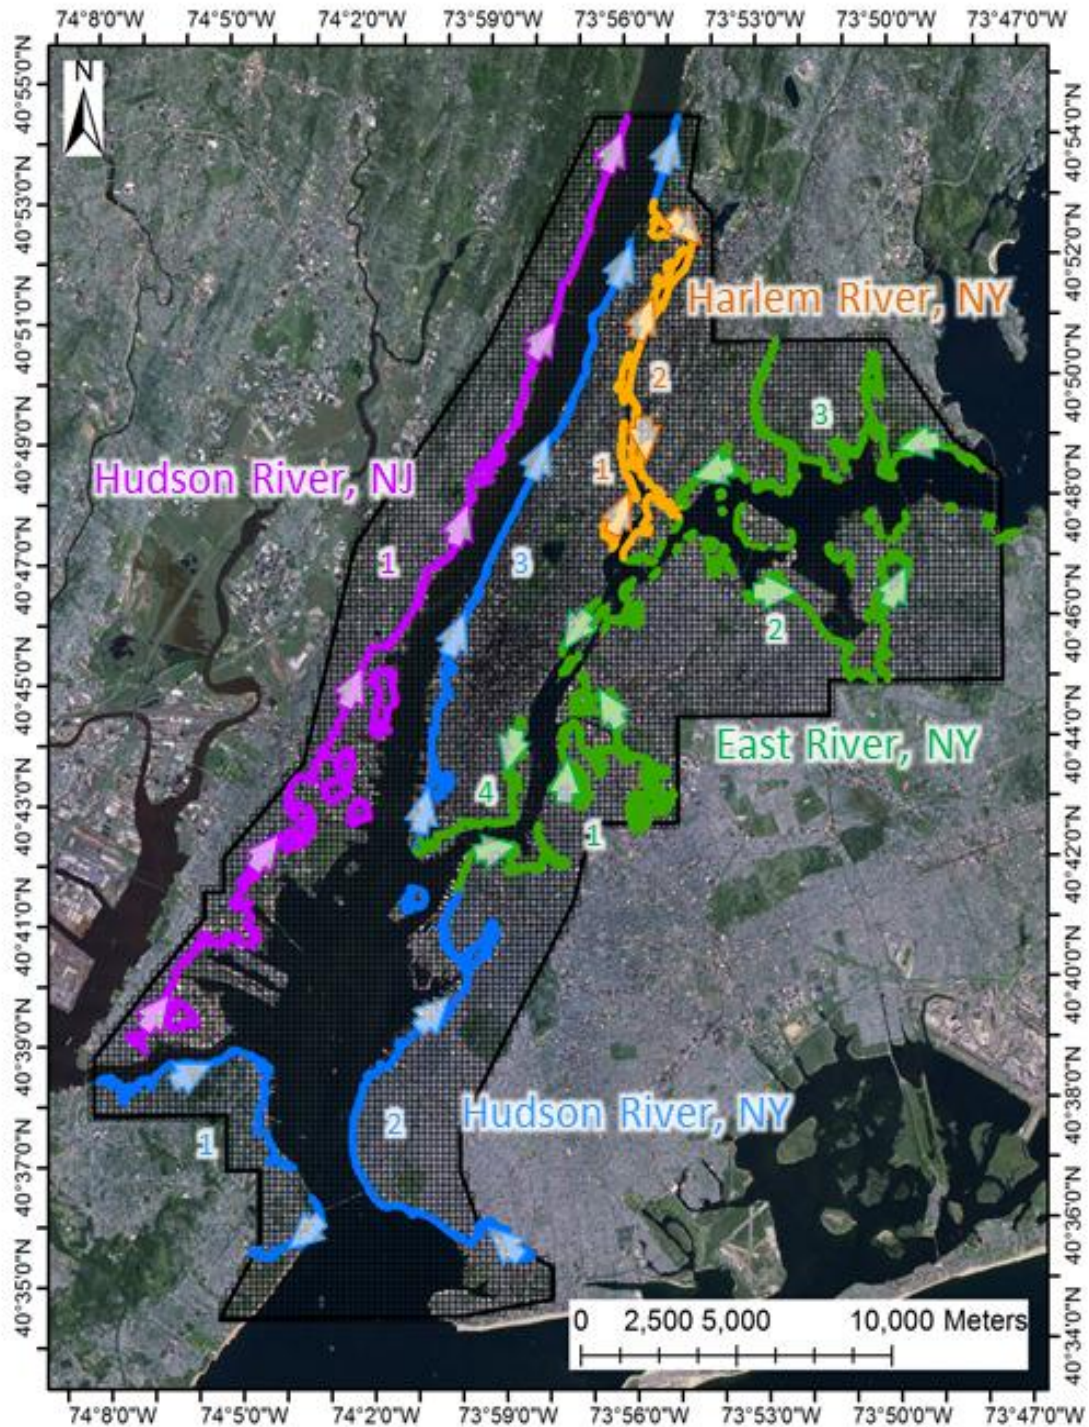 74°8'0"W 74°5'0"W 74°2'0"W 73°59'0"W 73°56'0"W 73°53'0"W 73°50'0"W 73°47'0"W
N
40°55'0"N
40°54'0"N
40°53'0"N
40°52'0"N
Harlem River, NY
40°51'0"N
40°50'0"N
2
3
40°49'0"N
40°48'0"N
Hudson River, NJ
1
1
3
40°47'0"N
40°46'0"N
2
40°45'0"N
40°44'0"N
East River, NY
4
1
40°43'0"N
40°42'0"N
40°41'0"N
40°40'0"N
40°39'0"N
40°38'0"N
Hudson River, NY
1
2
40°37'0"N
40°36'0"N
40°35'0"N
40°34'0"N
0 2,500 5,000 10,000 Meters
74°8'0"W 74°5'0"W 74°2'0"W 73°59'0"W 73°56'0"W 73°53'0"W 73°50'0"W 73°47'0"W